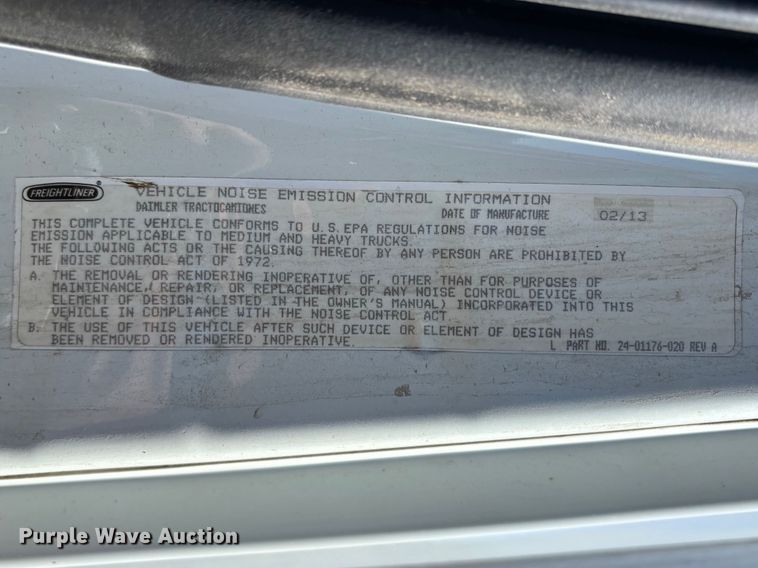 FREIGHTLINER VEHICLE NOISE EMISSION CONTROL INFORMATION
DAIMLER TRACTOCAMIONES DATE OF MANUFACTURE 02/13
THIS COMPLETE VEHICLE CONFORMS TO U.S.EPA REGULATIONS FOR NOISE
EMISSION APPLICABLE TO MEDIUM AND HEAVY TRUCKS.
THE FOLLOWING ACTS OR THE CAUSING THEREOF BY ANY PERSON ARE PROHIBITED BY
THE NOISE CONTROL ACT OF 1972.
A. THE REMOVAL OR RENDERING INOPERATIVE OF, OTHER THAN FOR PURPOSES OF
MAINTENANCE, REPAIR, OR REPLACEMENT, OF ANY NOISE CONTROL DEVICE OR
ELEMENT OF DESIGN (LISTED IN THE OWNER'S MANUAL) INCORPORATED INTO THIS
VEHICLE IN COMPLIANCE WITH THE NOISE CONTROL ACT
B. THE USE OF THIS VEHICLE AFTER SUCH DEVICE OR ELEMENT OF DESIGN HAS
BEEN REMOVED OR RENDERED INOPERATIVE.
L PART NO. 24-01176-020 REV A
Purple Wave Auction